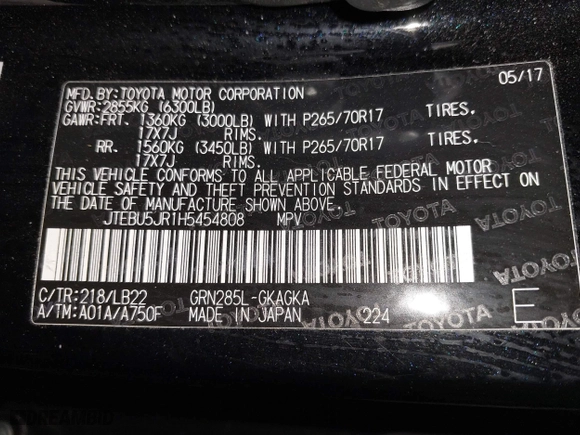 MFD.BY:TOYOTA MOTOR CORPORATION 05/17
GVWR:2855KG (6300LB)
GAWR:FRT. 1360KG (3000LB) WITH P265/70R17 TIRES.
17X7J RIMS.
RR. 1560KG (3450LB) WITH P265/70R17 TIRES.
17X7J RIMS.
THIS VEHICLE CONFORMS TO ALL APPLICABLE FEDERAL MOTOR
VEHICLE SAFETY AND THEFT PREVENTION STANDARDS IN EFFECT ON
THE DATE OF MANUFACTURE SHOWN ABOVE.
JTEBU5JR1H5454808 MPV
C/TR:218/LB22 GRN285L-GKAGKA
A/TM:A01A/A750F MADE IN JAPAN 224 E